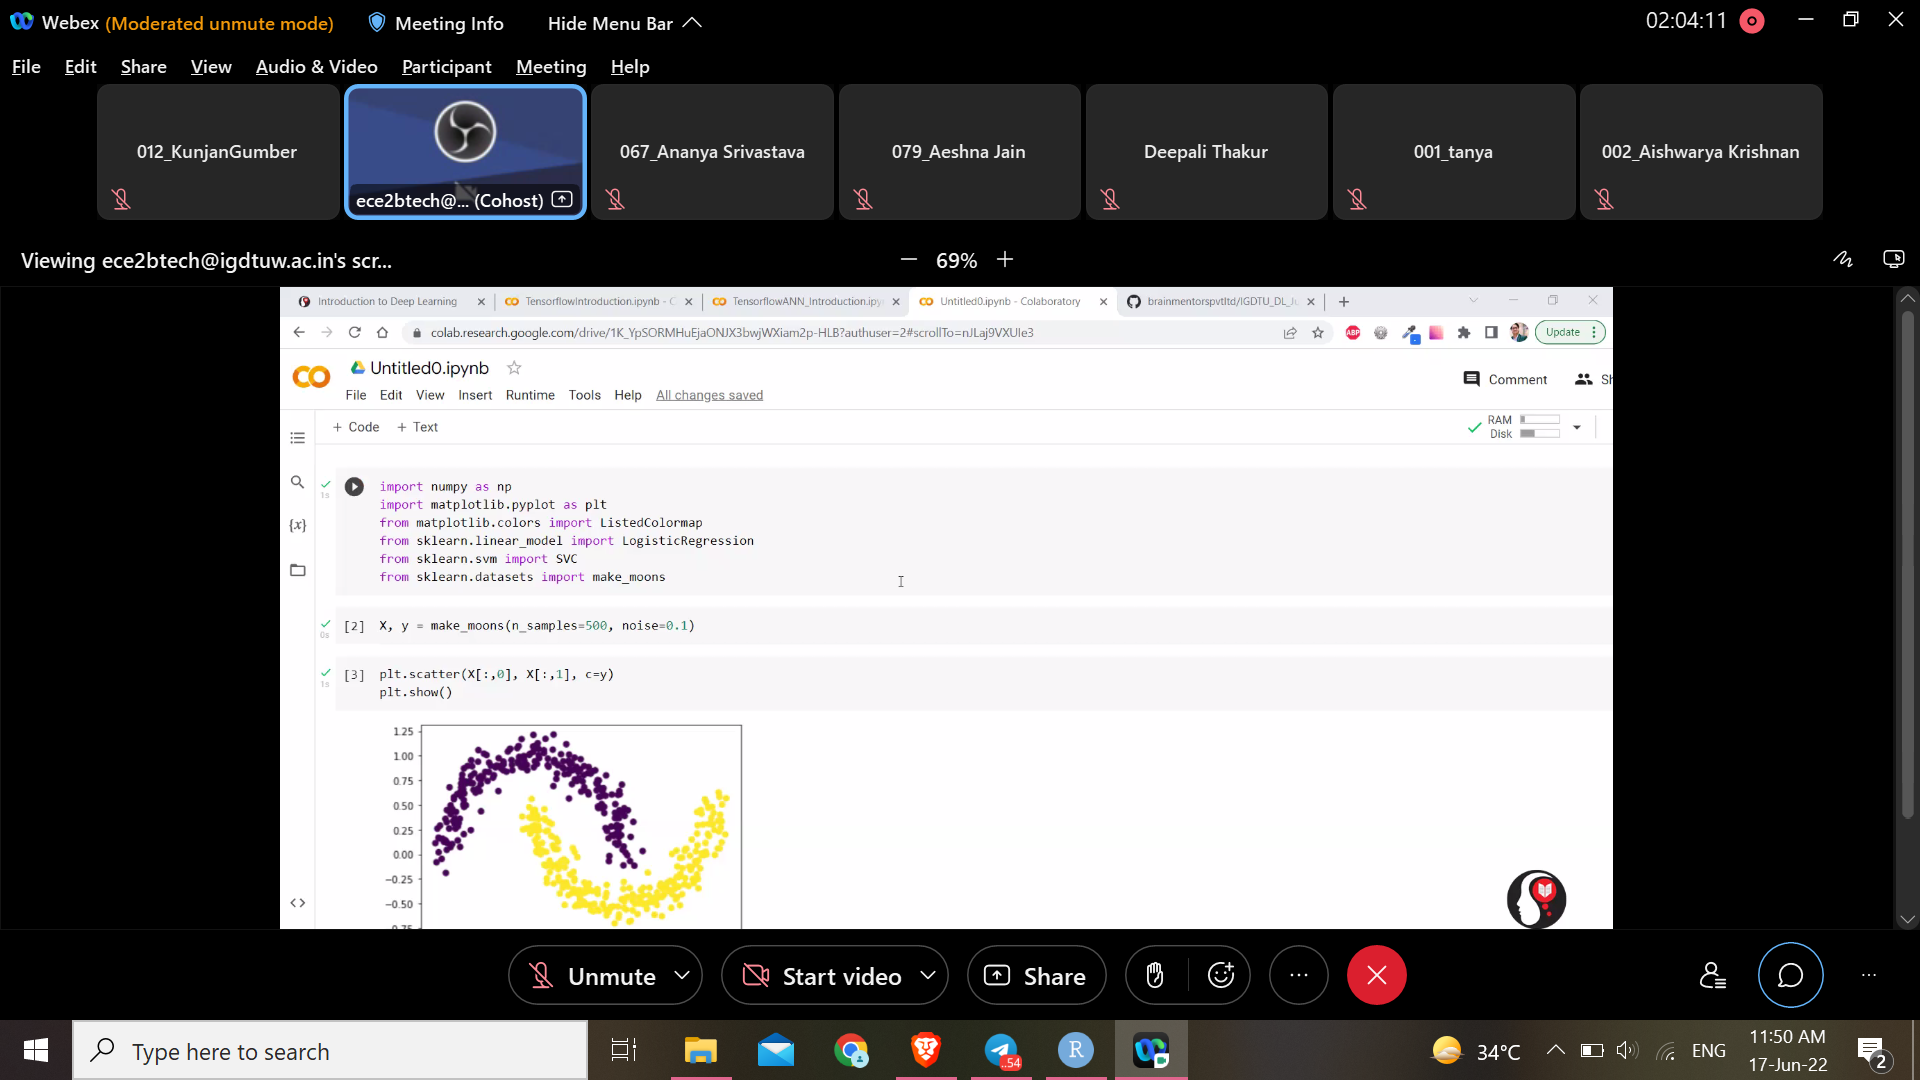 Webex (Moderated unmute mode)
Meeting Info
Hide Menu Bar
02:04:11
File Edit Share View Audio & Video Participant Meeting Help
012_KunjanGumber
ece2btech@... (Cohost)
067_Ananya Srivastava
079_Aeshna Jain
Deepali Thakur
001_tanya
002_Aishwarya Krishnan
Viewing ece2btech@igdtuw.ac.in's scr...
69%
Introduction to Deep Learning
TensorflowIntroduction.ipynb - C
TensorflowANN_Introduction.ipy
Untitled0.ipynb - Colaboratory
brainmentorspvtltd/IGDTU_DL_Ju
colab.research.google.com/drive/1K_YpSORMHuEjaONJX3bwjWXiam2p-HLB?authuser=2#scrollTo=nJLaj9VXUIe3
ABP
Update
Untitled0.ipynb
File Edit View Insert Runtime Tools Help All changes saved
Comment
Sh
+ Code + Text
RAM
Disk
1s
import numpy as np
import matplotlib.pyplot as plt
from matplotlib.colors import ListedColormap
from sklearn.linear_model import LogisticRegression
from sklearn.svm import SVC
from sklearn.datasets import make_moons
0s
[2] X, y = make_moons(n_samples=500, noise=0.1)
1s
[3] plt.scatter(X[:,0], X[:,1], c=y)
plt.show()
1.25
1.00
0.75
0.50
0.25
0.00
−0.25
−0.50
Unmute
Start video
Share
Type here to search
54
R
34°C
ENG
11:50 AM
17-Jun-22
2